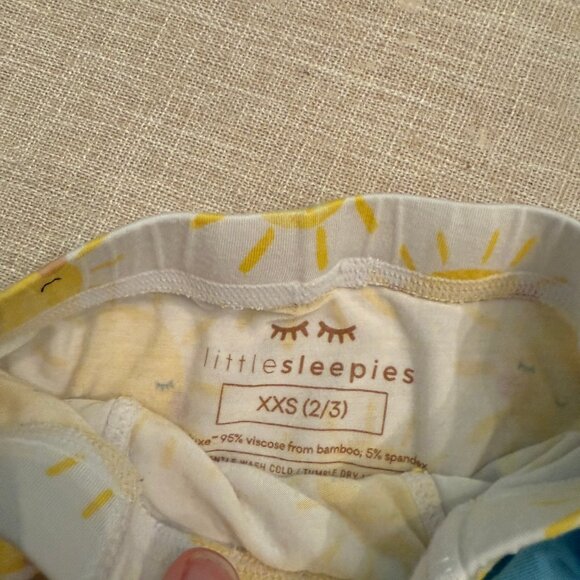 littlesleepies
XXS (2/3)
95% viscose from bamboo; 5% spandex
WASH COLD / TUMBLE DRY